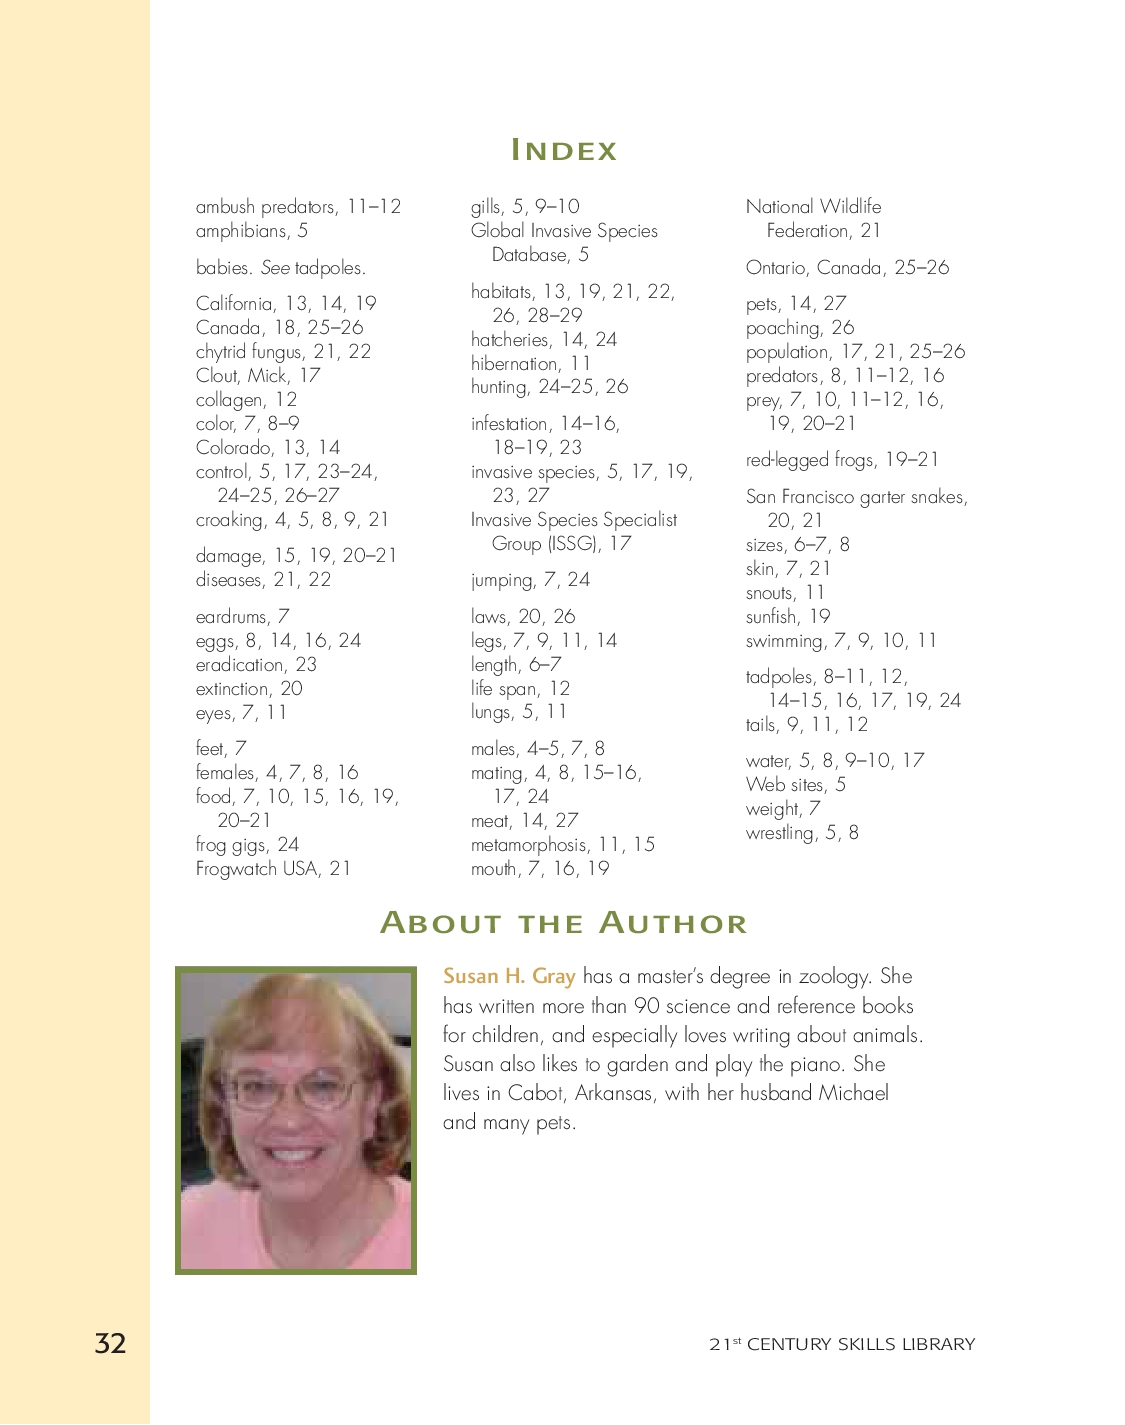 INDEX
ambush predators, 11–12
amphibians, 5
babies. See tadpoles.
California, 13, 14, 19
Canada, 18, 25–26
chytrid fungus, 21, 22
Clout, Mick, 17
collagen, 12
color, 7, 8–9
Colorado, 13, 14
control, 5, 17, 23–24,
24–25, 26–27
croaking, 4, 5, 8, 9, 21
damage, 15, 19, 20–21
diseases, 21, 22
eardrums, 7
eggs, 8, 14, 16, 24
eradication, 23
extinction, 20
eyes, 7, 11
feet, 7
females, 4, 7, 8, 16
food, 7, 10, 15, 16, 19,
20–21
frog gigs, 24
Frogwatch USA, 21
gills, 5, 9–10
Global Invasive Species
Database, 5
habitats, 13, 19, 21, 22,
26, 28–29
hatcheries, 14, 24
hibernation, 11
hunting, 24–25, 26
infestation, 14–16,
18–19, 23
invasive species, 5, 17, 19,
23, 27
Invasive Species Specialist
Group (ISSG), 17
jumping, 7, 24
laws, 20, 26
legs, 7, 9, 11, 14
length, 6–7
life span, 12
lungs, 5, 11
males, 4–5, 7, 8
mating, 4, 8, 15–16,
17, 24
meat, 14, 27
metamorphosis, 11, 15
mouth, 7, 16, 19
National Wildlife
Federation, 21
Ontario, Canada, 25–26
pets, 14, 27
poaching, 26
population, 17, 21, 25–26
predators, 8, 11–12, 16
prey, 7, 10, 11–12, 16,
19, 20–21
red-legged frogs, 19–21
San Francisco garter snakes,
20, 21
sizes, 6–7, 8
skin, 7, 21
snouts, 11
sunfish, 19
swimming, 7, 9, 10, 11
tadpoles, 8–11, 12,
14–15, 16, 17, 19, 24
tails, 9, 11, 12
water, 5, 8, 9–10, 17
Web sites, 5
weight, 7
wrestling, 5, 8
ABOUT THE AUTHOR
Susan H. Gray has a master's degree in zoology. She
has written more than 90 science and reference books
for children, and especially loves writing about animals.
Susan also likes to garden and play the piano. She
lives in Cabot, Arkansas, with her husband Michael
and many pets.
32
21st CENTURY SKILLS LIBRARY